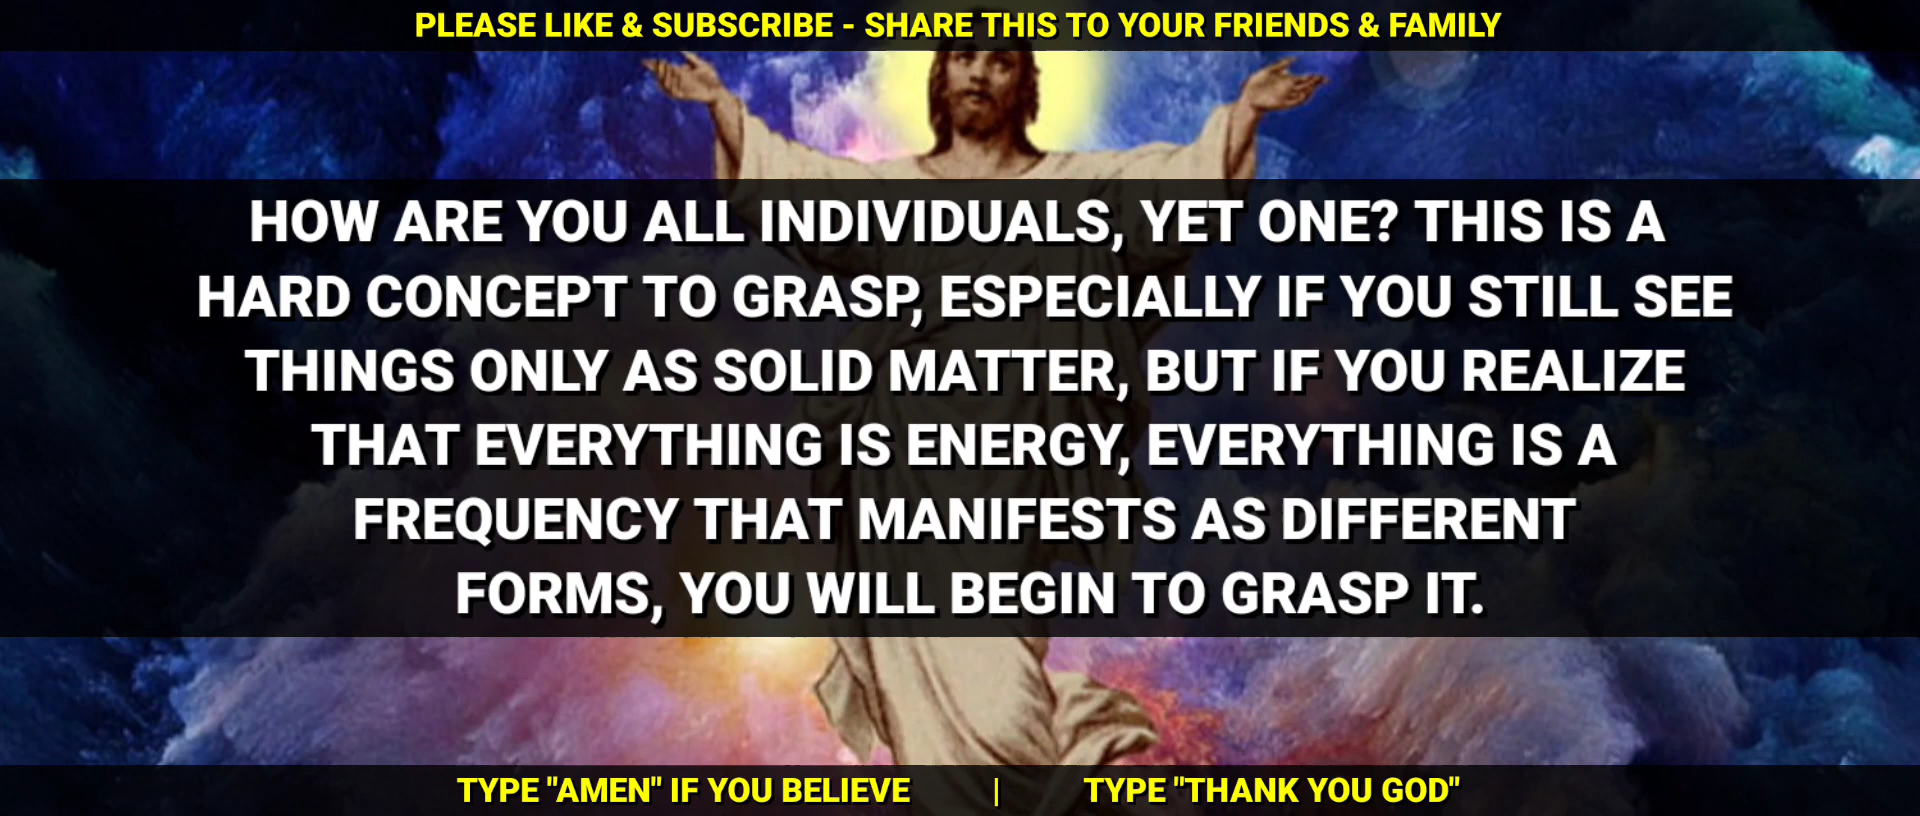 PLEASE LIKE & SUBSCRIBE - SHARE THIS TO YOUR FRIENDS & FAMILY
HOW ARE YOU ALL INDIVIDUALS, YET ONE? THIS IS A
HARD CONCEPT TO GRASP, ESPECIALLY IF YOU STILL SEE
THINGS ONLY AS SOLID MATTER, BUT IF YOU REALIZE
THAT EVERYTHING IS ENERGY, EVERYTHING IS A
FREQUENCY THAT MANIFESTS AS DIFFERENT
FORMS, YOU WILL BEGIN TO GRASP IT.
TYPE "AMEN" IF YOU BELIEVE | TYPE "THANK YOU GOD"